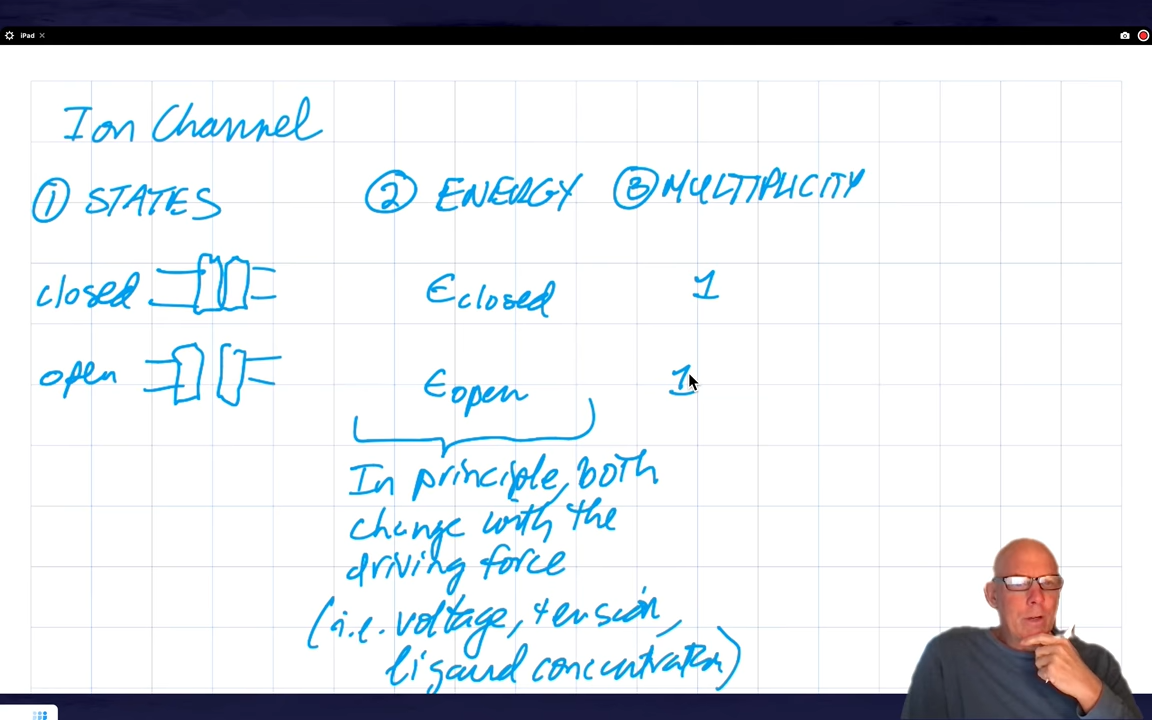 iPad
Ion Channel
① STATES ② ENERGY ③ MULTIPLICITY
closed ϵclosed 1
open ϵopen 1
In principle, both
change with the
driving force
(i.e. voltage, tension,
ligand concentration)